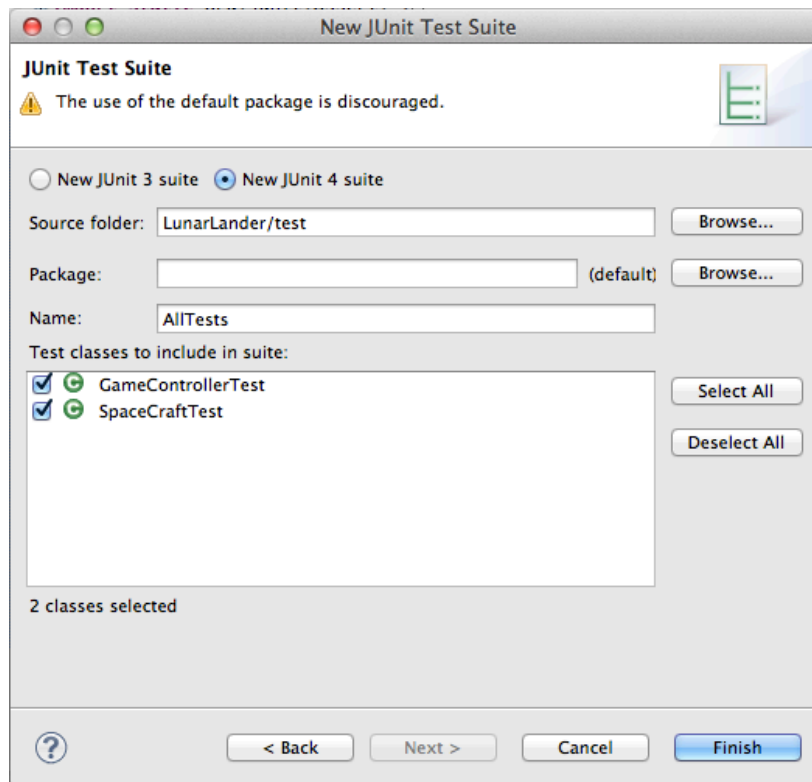 New JUnit Test Suite
JUnit Test Suite
The use of the default package is discouraged.
New JUnit 3 suite New JUnit 4 suite
Source folder: LunarLander/test Browse...
Package: (default) Browse...
Name: AllTests
Test classes to include in suite:
GameControllerTest
SpaceCraftTest
Select All
Deselect All
2 classes selected
? < Back Next > Cancel Finish